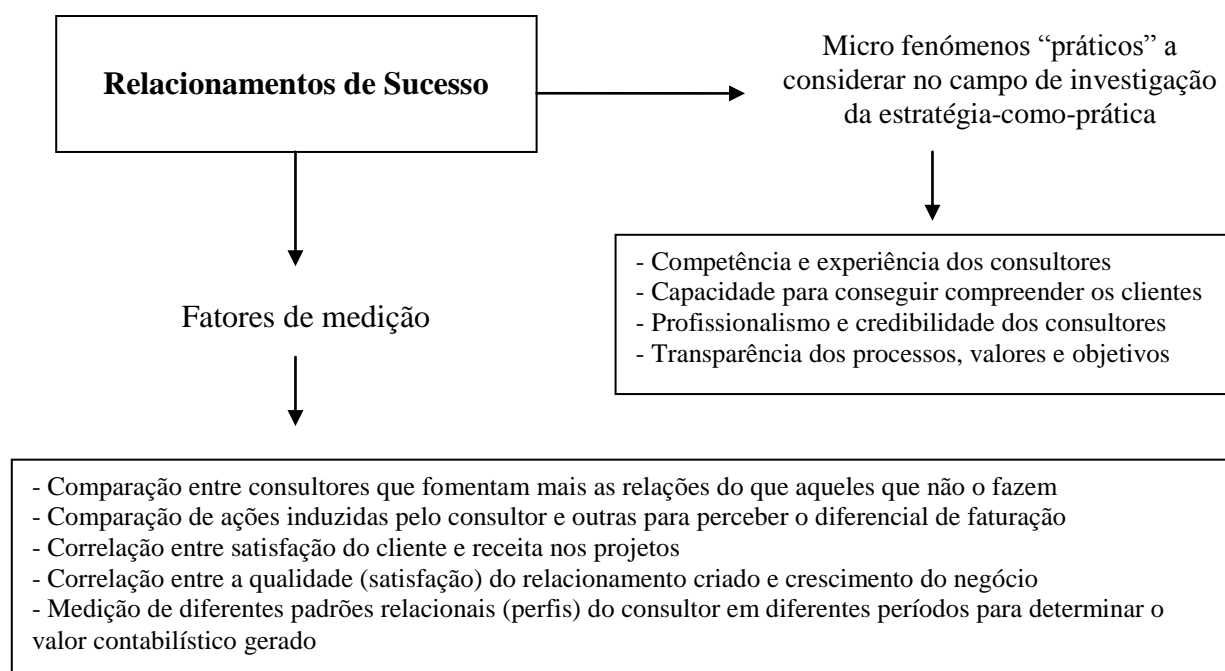 Relacionamentos de Sucesso
Micro fenómenos “práticos” a
considerar no campo de investigação
da estratégia-como-prática
- Competência e experiência dos consultores
- Capacidade para conseguir compreender os clientes
- Profissionalismo e credibilidade dos consultores
- Transparência dos processos, valores e objetivos
Fatores de medição
- Comparação entre consultores que fomentam mais as relações do que aqueles que não o fazem
- Comparação de ações induzidas pelo consultor e outras para perceber o diferencial de faturação
- Correlação entre satisfação do cliente e receita nos projetos
- Correlação entre a qualidade (satisfação) do relacionamento criado e crescimento do negócio
- Medição de diferentes padrões relacionais (perfis) do consultor em diferentes períodos para determinar o
valor contabilístico gerado